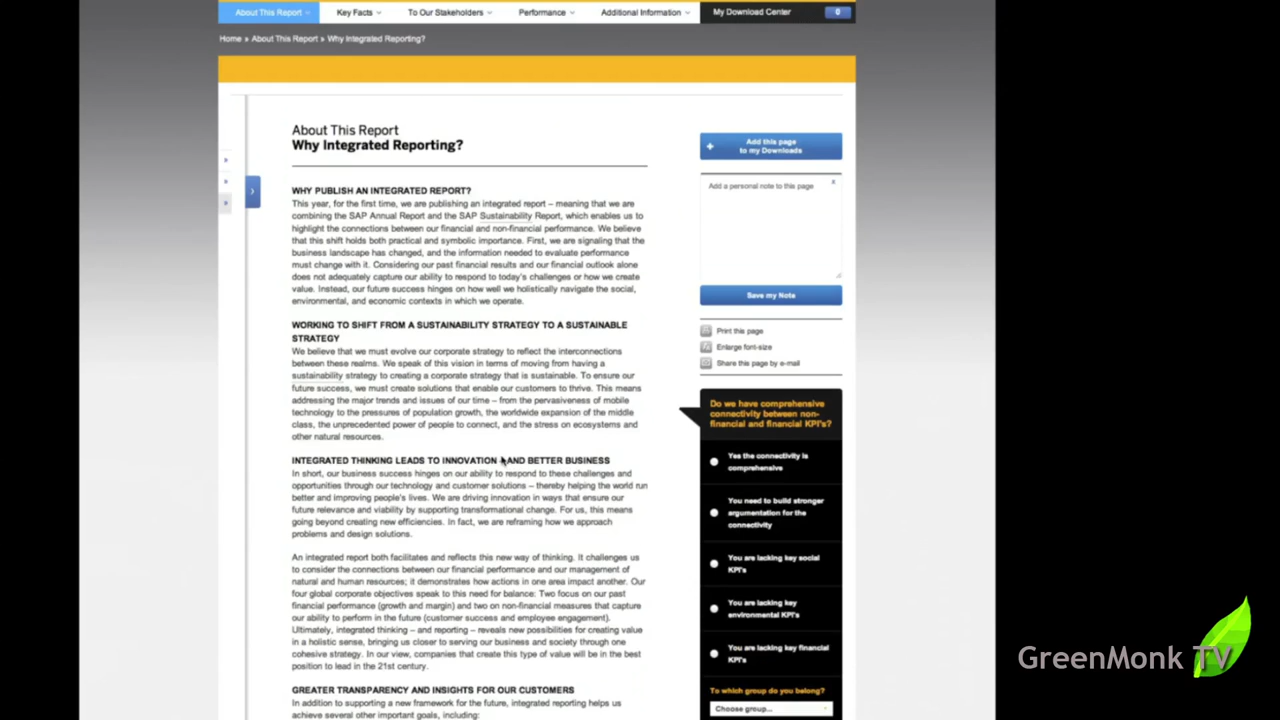 About This Report
Key Facts
To Our Stakeholders
Performance
Additional Information
My Download Center
0
Home » About This Report » Why Integrated Reporting?
About This Report
Why Integrated Reporting?
WHY PUBLISH AN INTEGRATED REPORT?
This year, for the first time, we are publishing an integrated report – meaning that we are
combining the SAP Annual Report and the SAP Sustainability Report, which enables us to
highlight the connections between our financial and non-financial performance. We believe
that this shift holds both practical and symbolic importance. First, we are signaling that the
business landscape has changed, and the information needed to evaluate performance
must change with it. Considering our past financial results and our financial outlook alone
does not adequately capture our ability to respond to today's challenges or how we create
value. Instead, our future success hinges on how well we holistically navigate the social,
environmental, and economic contexts in which we operate.
WORKING TO SHIFT FROM A SUSTAINABILITY STRATEGY TO A SUSTAINABLE
STRATEGY
We believe that we must evolve our corporate strategy to reflect the interconnections
between these realms. We speak of this vision in terms of moving from having a
sustainability strategy to creating a corporate strategy that is sustainable. To ensure our
future success, we must create solutions that enable our customers to thrive. This means
addressing the major trends and issues of our time – from the pervasiveness of mobile
technology to the pressures of population growth, the worldwide expansion of the middle
class, the unprecedented power of people to connect, and the stress on ecosystems and
other natural resources.
INTEGRATED THINKING LEADS TO INNOVATION AND BETTER BUSINESS
In short, our business success hinges on our ability to respond to these challenges and
opportunities through our technology and customer solutions – thereby helping the world run
better and improving people's lives. We are driving innovation in ways that ensure our
future relevance and viability by supporting transformational change. For us, this means
going beyond creating new efficiencies. In fact, we are reframing how we approach
problems and design solutions.
An integrated report both facilitates and reflects this new way of thinking. It challenges us
to consider the connections between our financial performance and our management of
natural and human resources; it demonstrates how actions in one area impact another. Our
four global corporate objectives speak to this need for balance: Two focus on our past
financial performance (growth and margin) and two on non-financial measures that capture
our ability to perform in the future (customer success and employee engagement).
Ultimately, integrated thinking – and reporting – reveals new possibilities for creating value
in a holistic sense, bringing us closer to serving our business and society through one
cohesive strategy. In our view, companies that create this type of value will be in the best
position to lead in the 21st century.
GREATER TRANSPARENCY AND INSIGHTS FOR OUR CUSTOMERS
In addition to supporting a new framework for the future, integrated reporting helps us
achieve several other important goals, including:
Add this page
to my Downloads
Add a personal note to this page
x
Save my Note
Print this page
Enlarge font-size
Share this page by e-mail
Do we have comprehensive
connectivity between non-
financial and financial KPI's?
Yes the connectivity is
comprehensive
You need to build stronger
argumentation for the
connectivity
You are lacking key social
KPI's
You are lacking key
environmental KPI's
You are lacking key financial
KPI's
To which group do you belong?
Choose group...
GreenMonk TV